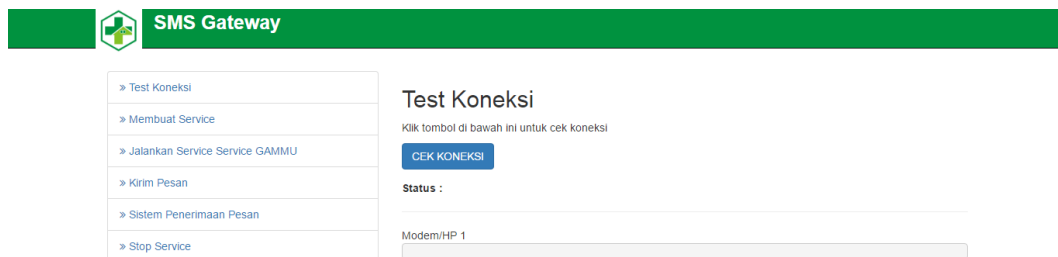 SMS Gateway
» Test Koneksi
» Membuat Service
» Jalankan Service Service GAMMU
» Kirim Pesan
» Sistem Penerimaan Pesan
» Stop Service
Test Koneksi
Klik tombol di bawah ini untuk cek koneksi
CEK KONEKSI
Status :
Modem/HP 1